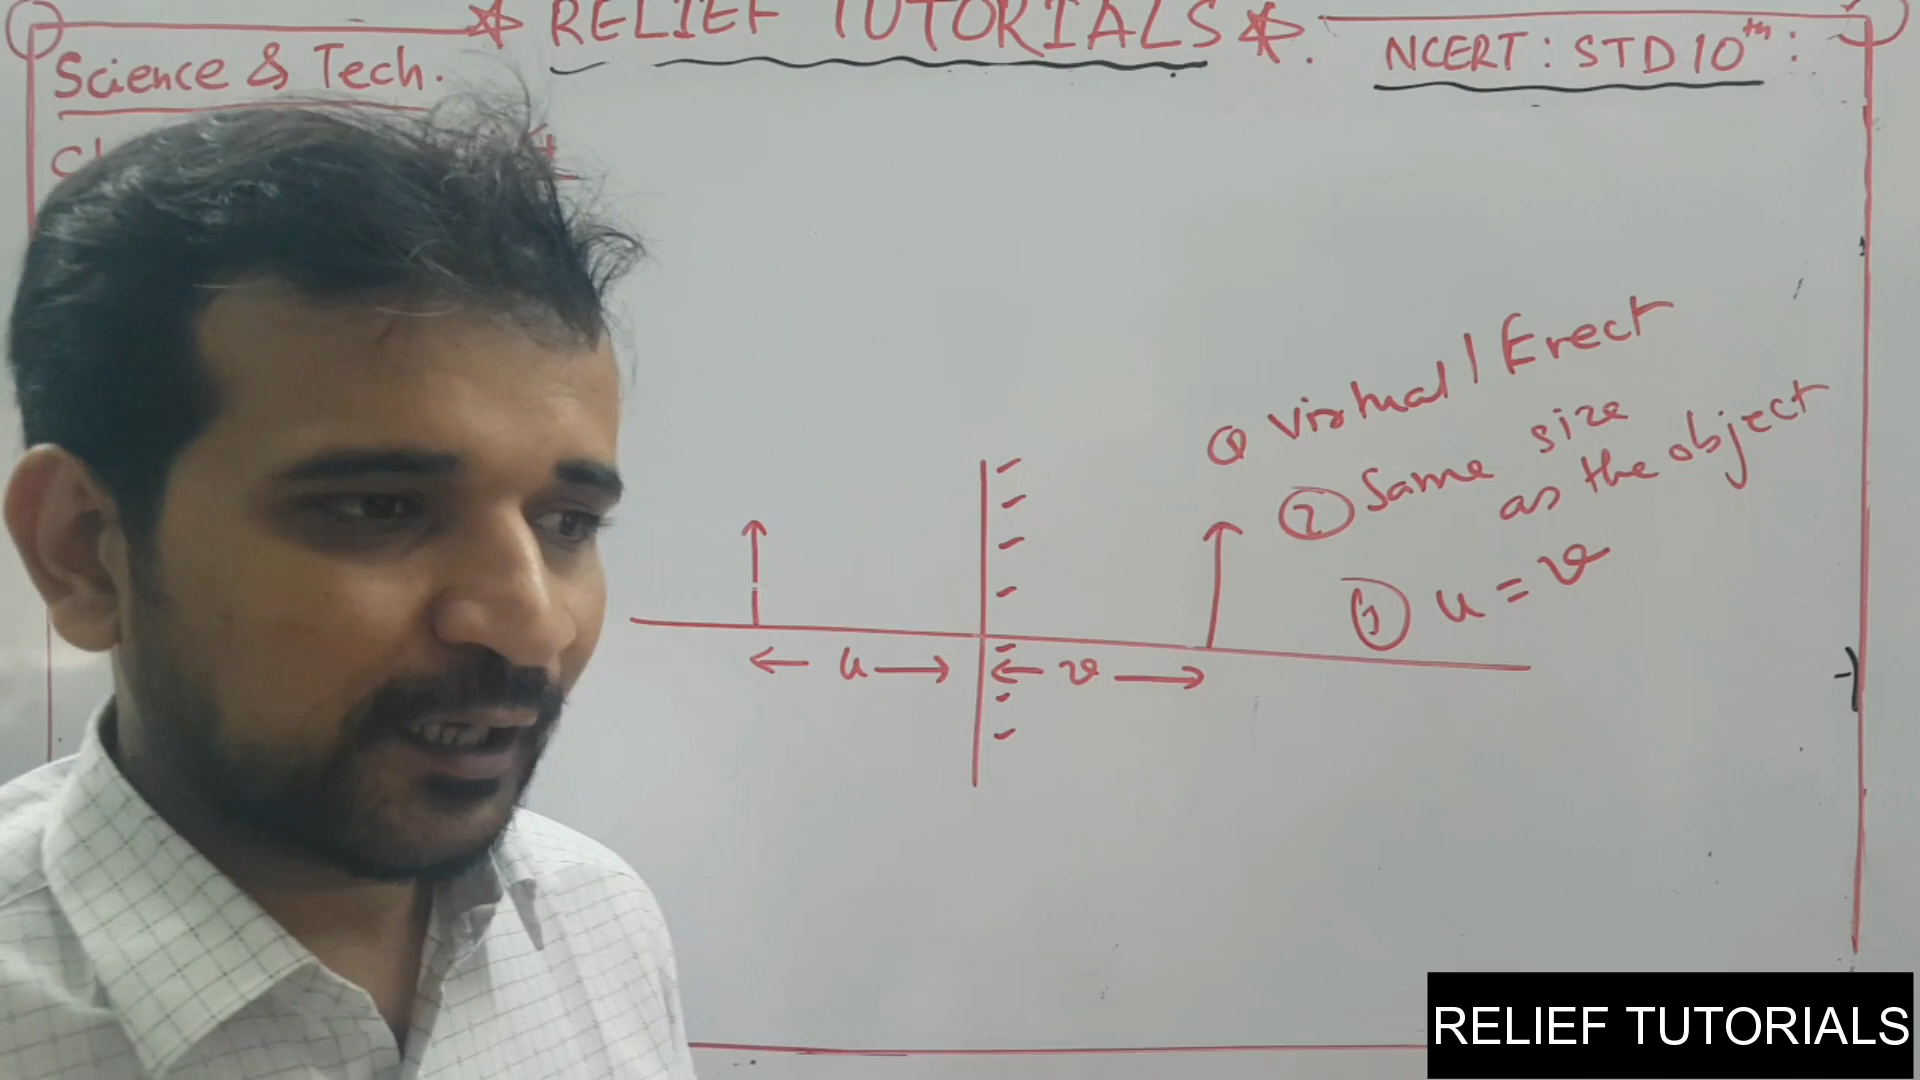 RELIEF TUTORIALS
Science & Tech.
NCERT : STD 10th :
① Virtual / Erect
② Same size
as the object
③ u = v
u
v
RELIEF TUTORIALS